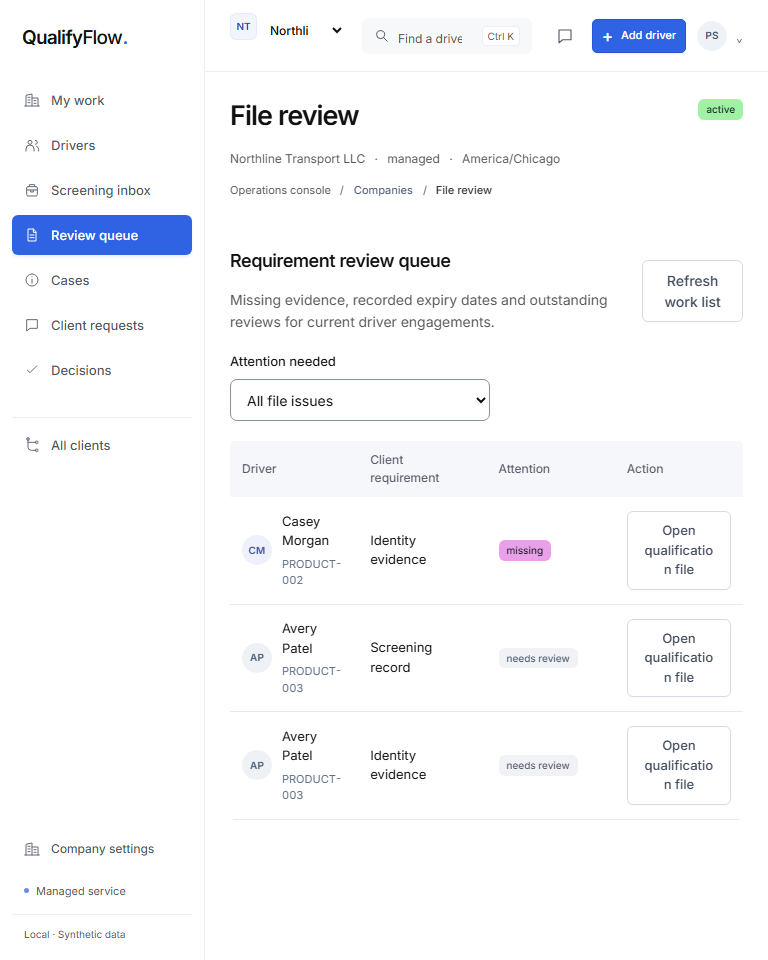 QualifyFlow.
My work
Drivers
Screening inbox
Review queue
Cases
Client requests
Decisions
All clients
Company settings
Managed service
Local · Synthetic data
NT
Northli
Find a drive
Ctrl K
+ Add driver
PS
File review
active
Northline Transport LLC · managed · America/Chicago
Operations console / Companies / File review
Requirement review queue
Missing evidence, recorded expiry dates and outstanding
reviews for current driver engagements.
Refresh
work list
Attention needed
All file issues
Driver
Client
requirement
Attention
Action
CM
Casey
Morgan
PRODUCT-
002
Identity
evidence
missing
Open
qualificatio
n file
AP
Avery
Patel
PRODUCT-
003
Screening
record
needs review
Open
qualificatio
n file
AP
Avery
Patel
PRODUCT-
003
Identity
evidence
needs review
Open
qualificatio
n file